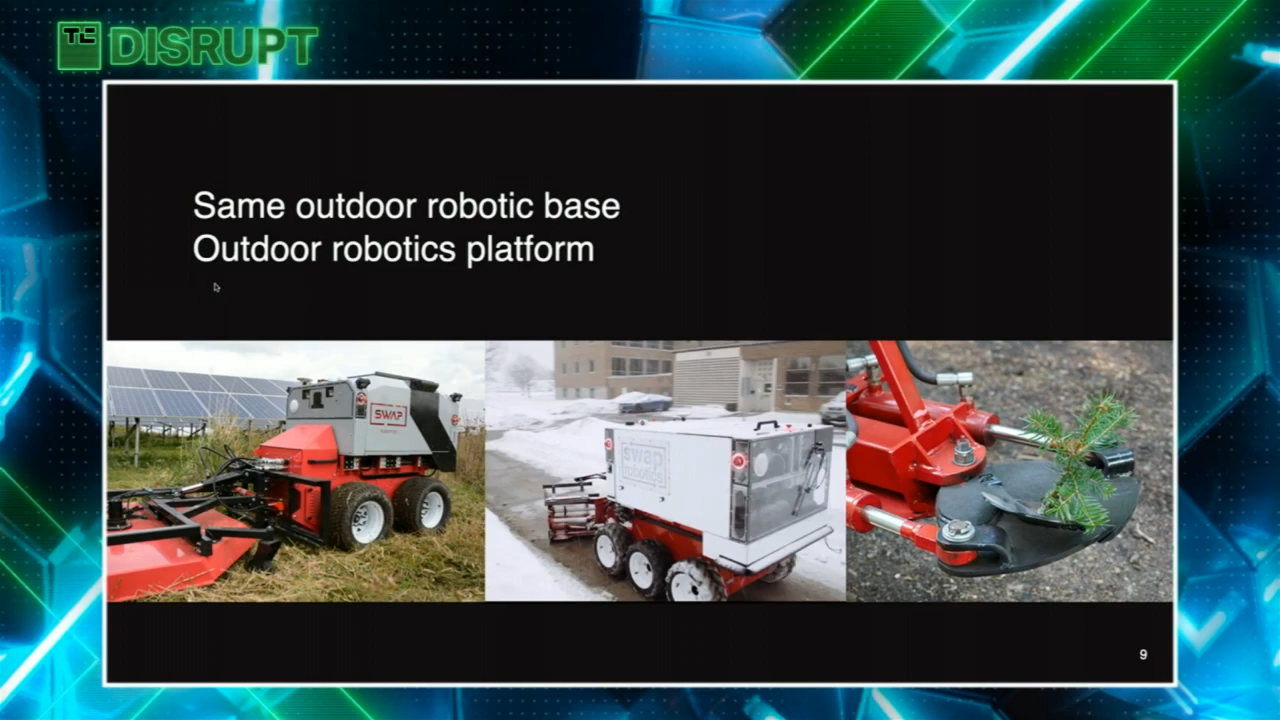 TC
DISRUPT
Same outdoor robotic base
Outdoor robotics platform
SWAP
swap
robotics
9